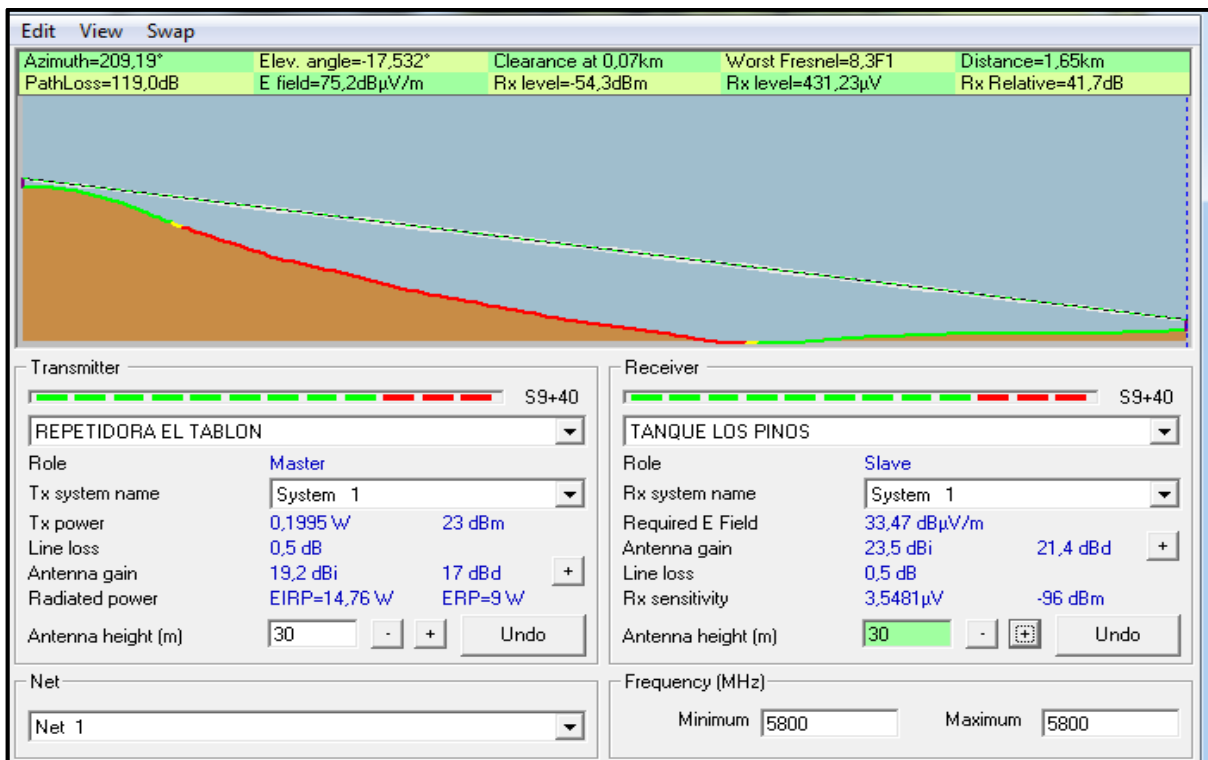 Edit View Swap
Azimuth=209,19° Elev. angle=-17,532° Clearance at 0,07km Worst Fresnel=8,3F1 Distance=1,65km
PathLoss=119,0dB E field=75,2dBµV/m Rx level=-54,3dBm Rx level=431,23µV Rx Relative=41,7dB
Transmitter
S9+40
REPETIDORA EL TABLON
Role Master
Tx system name System 1
Tx power 0,1995 W 23 dBm
Line loss 0,5 dB
Antenna gain 19,2 dBi 17 dBd +
Radiated power EIRP=14,76 W ERP=9 W
Antenna height (m) 30 - + Undo
Net
Net 1
Receiver
S9+40
TANQUE LOS PINOS
Role Slave
Rx system name System 1
Required E Field 33,47 dBµV/m
Antenna gain 23,5 dBi 21,4 dBd +
Line loss 0,5 dB
Rx sensitivity 3,5481µV -96 dBm
Antenna height (m) 30 - + Undo
Frequency (MHz)
Minimum 5800 Maximum 5800